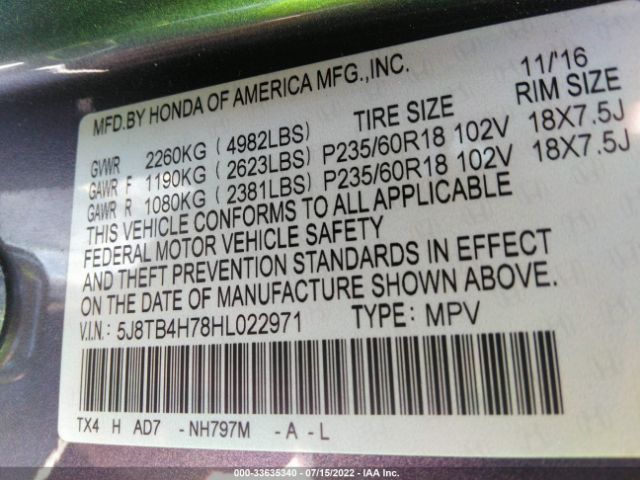 MFD.BY HONDA OF AMERICA MFG.,INC. 11/'16
TIRE SIZE RIM SIZE
GVWR 2260KG ( 4982LBS)
GAWR F 1190KG ( 2623LBS) P235/60R18 102V 18X7.5J
GAWR R 1080KG ( 2381LBS) P235/60R18 102V 18X7.5J
THIS VEHICLE CONFORMS TO ALL APPLICABLE
FEDERAL MOTOR VEHICLE SAFETY
AND THEFT PREVENTION STANDARDS IN EFFECT
ON THE DATE OF MANUFACTURE SHOWN ABOVE.
V.I.N: 5J8TB4H78HL022971 TYPE: MPV
TX4 H AD7 -NH797M -A-L
000-33635340 - 07/15/2022 - IAA Inc.